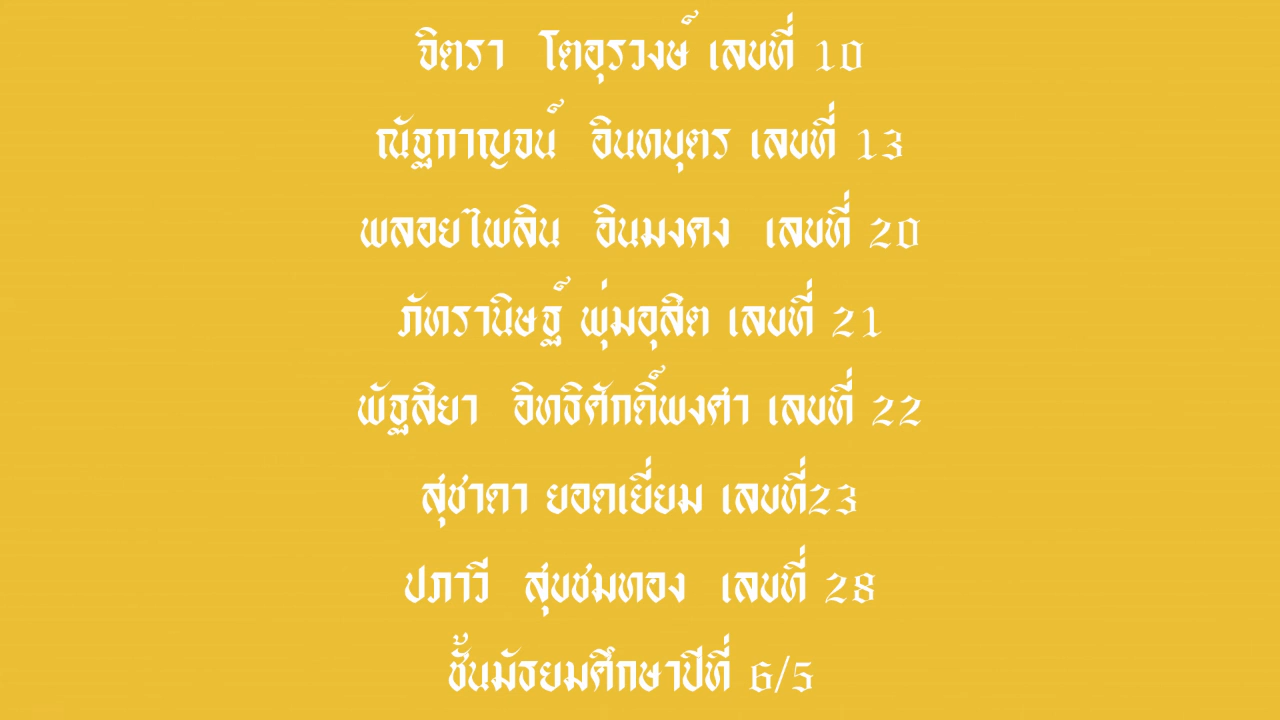 จิตรา โตอุรวงษ์ เลขที่ 10
ณัฐกาญจน์ อินทบุตร เลขที่ 13
พลอยไพลิน อินมงคง เลขที่ 20
ภัทรานิษฐ์ พุ่มอุสิต เลขที่ 21
พัฐสิยา อิทธิศักดิ์พงศา เลขที่ 22
สุชาดา ยอดเยี่ยม เลขที่23
ปภาวี สุขชมทอง เลขที่ 28
ชั้นมัธยมศึกษาปีที่ 6/5